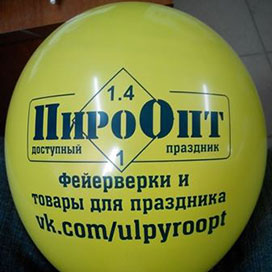 1.4
ПироОпт
доступный праздник
1
Фейерверки и
товары для праздника
vk.com/ulpyroopt